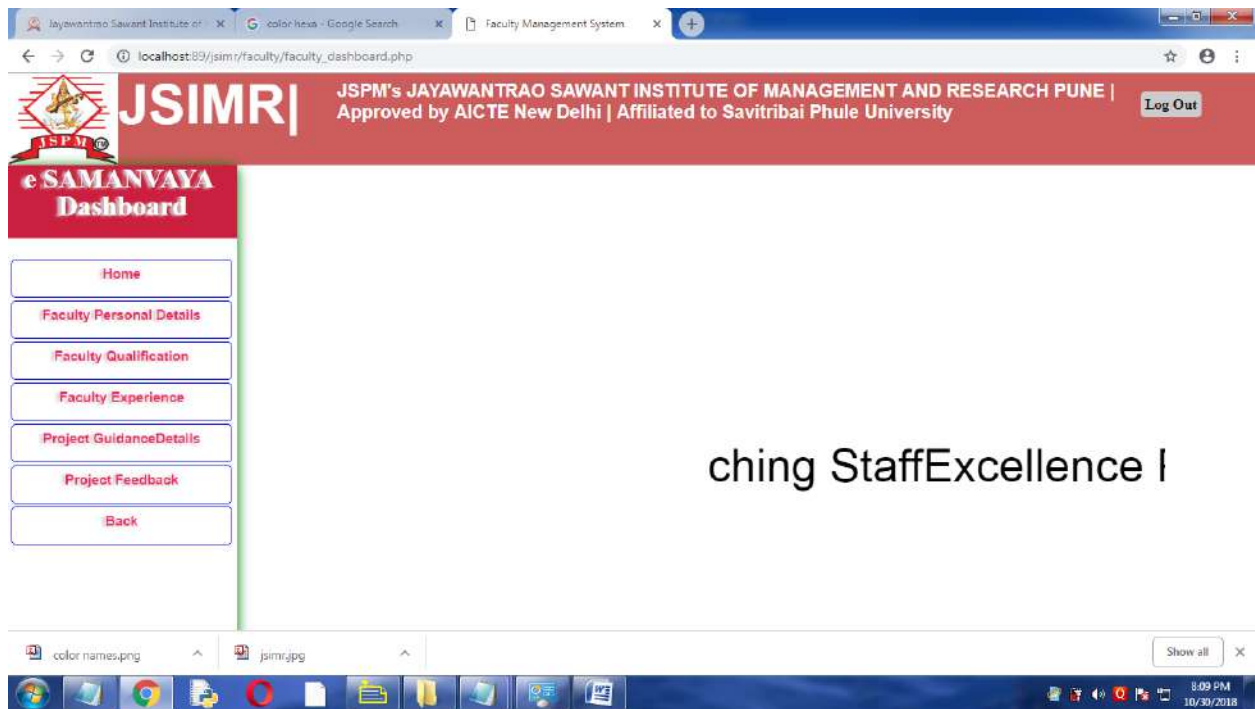 Jayawantrao Sawant Institute of
color hexa - Google Search
Faculty Management System
localhost:89/jsimr/faculty/faculty_dashboard.php
JSPM
JSIMR|
JSPM's JAYAWANTRAO SAWANT INSTITUTE OF MANAGEMENT AND RESEARCH PUNE |
Approved by AICTE New Delhi | Affiliated to Savitribai Phule University
Log Out
e SAMANVAYA
Dashboard
Home
Faculty Personal Details
Faculty Qualification
Faculty Experience
Project GuidanceDetails
Project Feedback
Back
ching StaffExcellence
color names.png
jsimr.jpg
Show all
8:09 PM
10/30/2018